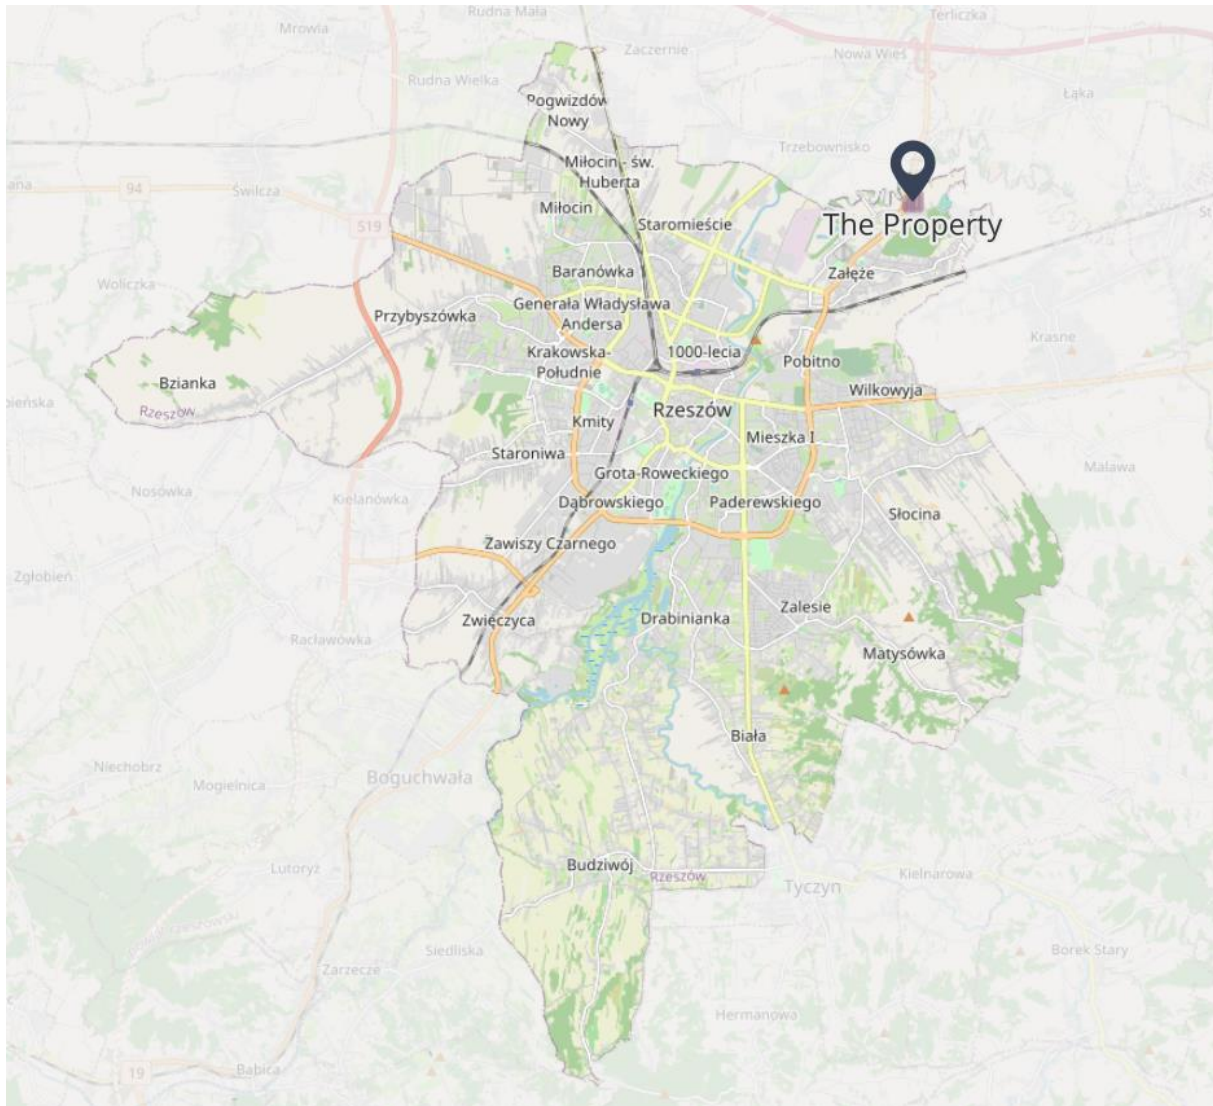 Rudna Mała
Terliczka
Mrowla
Zaczernie
Nowa Wieś
Rudna Wielka
Łąka
Pogwizdów
Nowy
Trzebownisko
Miłocin - św.
Huberta
94
Świlcza
Miłocin
519
Staromieście
The Property
Baranówka
Załęże
Woliczka
Generała Władysława
Andersa
Przybyszówka
Krasne
Krakowska-
Południe
1000-lecia
Pobitno
Bzianka
Wilkowyja
Rzeszów
Rzeszów
Kmity
Mieszka I
Staroniwa
Malawa
Grota-Roweckiego
Nosówka
Kielanówka
Dąbrowskiego
Paderewskiego
Słocina
Zawiszy Czarnego
Zgłobień
Zalesie
Zwięczyca
Drabinianka
Racławówka
Matysówka
Biała
Niechobrz
Boguchwała
Mogielnica
Lutoryż
Budziwój
Rzeszów
Kielnarowa
Tyczyn
Siedliska
Borek Stary
Zarzecze
Hermanowa
19
Babica